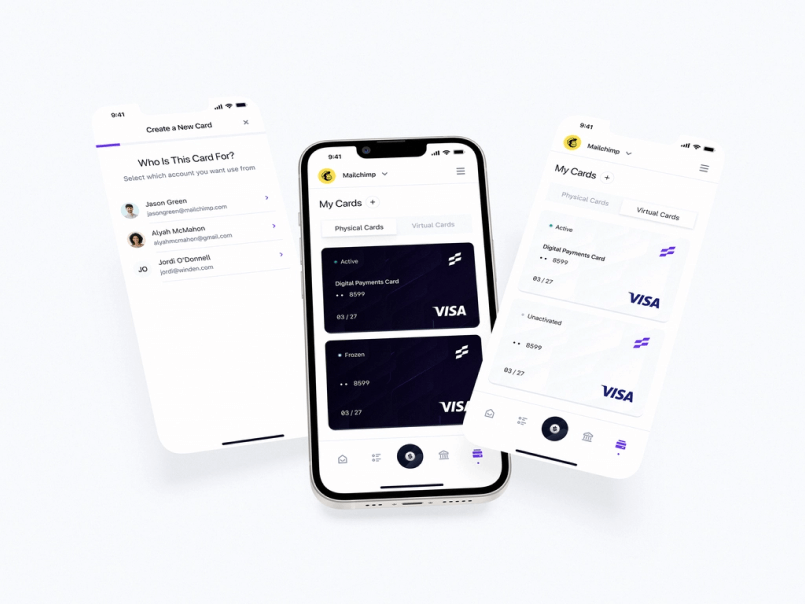 9:41
Create a New Card
Who Is This Card For?
Select which account you want use from
Jason Green
jasongreen@mailchimp.com
Alyah McMahon
alyahmcmahon@gmail.com
JO
Jordi O'Donnell
jordi@winden.com
9:41
Mailchimp
My Cards +
Physical Cards
Virtual Cards
Active
Digital Payments Card
•• 8599
03 / 27
VISA
Frozen
•• 8599
03 / 27
VISA
9:41
Mailchimp
My Cards +
Physical Cards
Virtual Cards
Active
Digital Payments Card
•• 8599
03 / 27
VISA
Unactivated
•• 8599
03 / 27
VISA